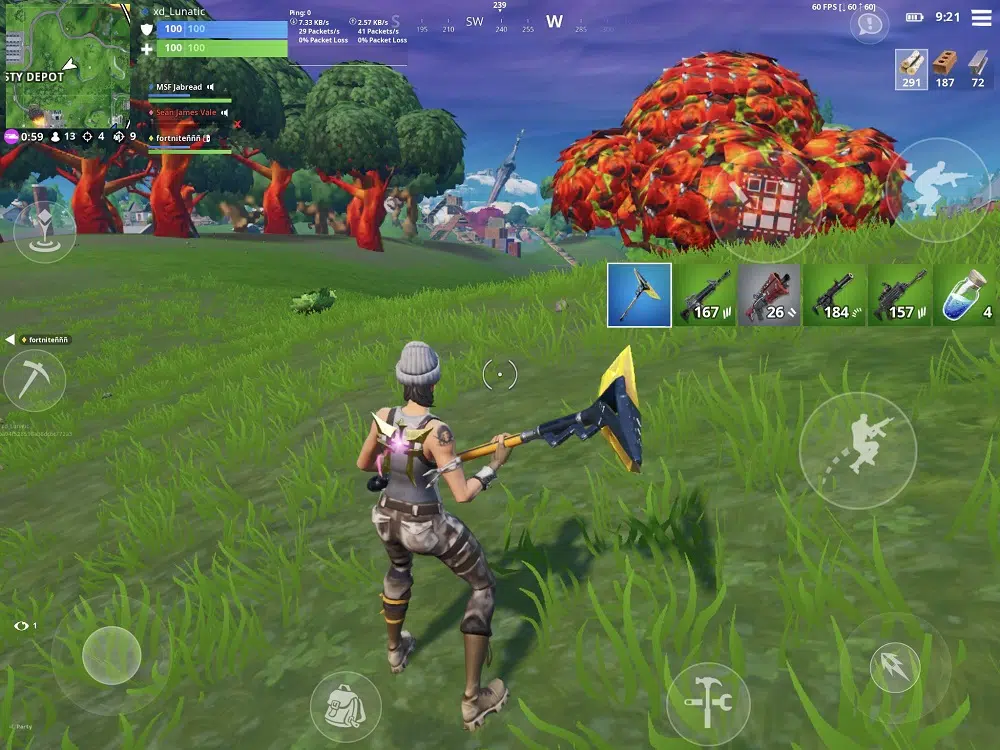 xd_Lunatic
100 | 100
100 | 100
Ping: 0
7.33 KB/s
2.57 KB/s
29 Packets/s
41 Packets/s
0% Packet Loss
0% Packet Loss
239
S
SW
W
195
210
240
255
285
60 FPS [↓ 60 ↑ 60]
9:21
291
187
72
STY DEPOT
0:59
13
4
9
MSF Jabread
Sean James Vale
fortniteñññ
167
26
184
157
4
fortniteñññ
1
Party